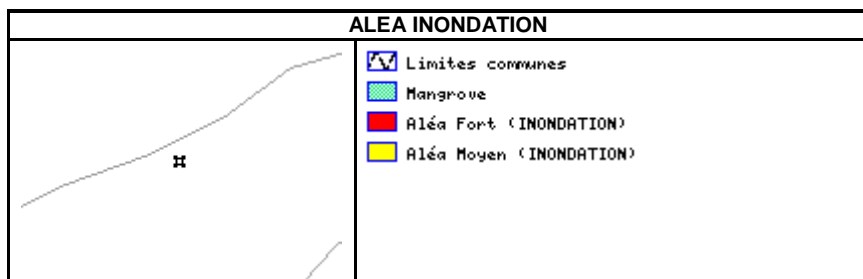 ALEA INONDATION
Limites communes
Mangrove
Aléa Fort (INONDATION)
Aléa Moyen (INONDATION)